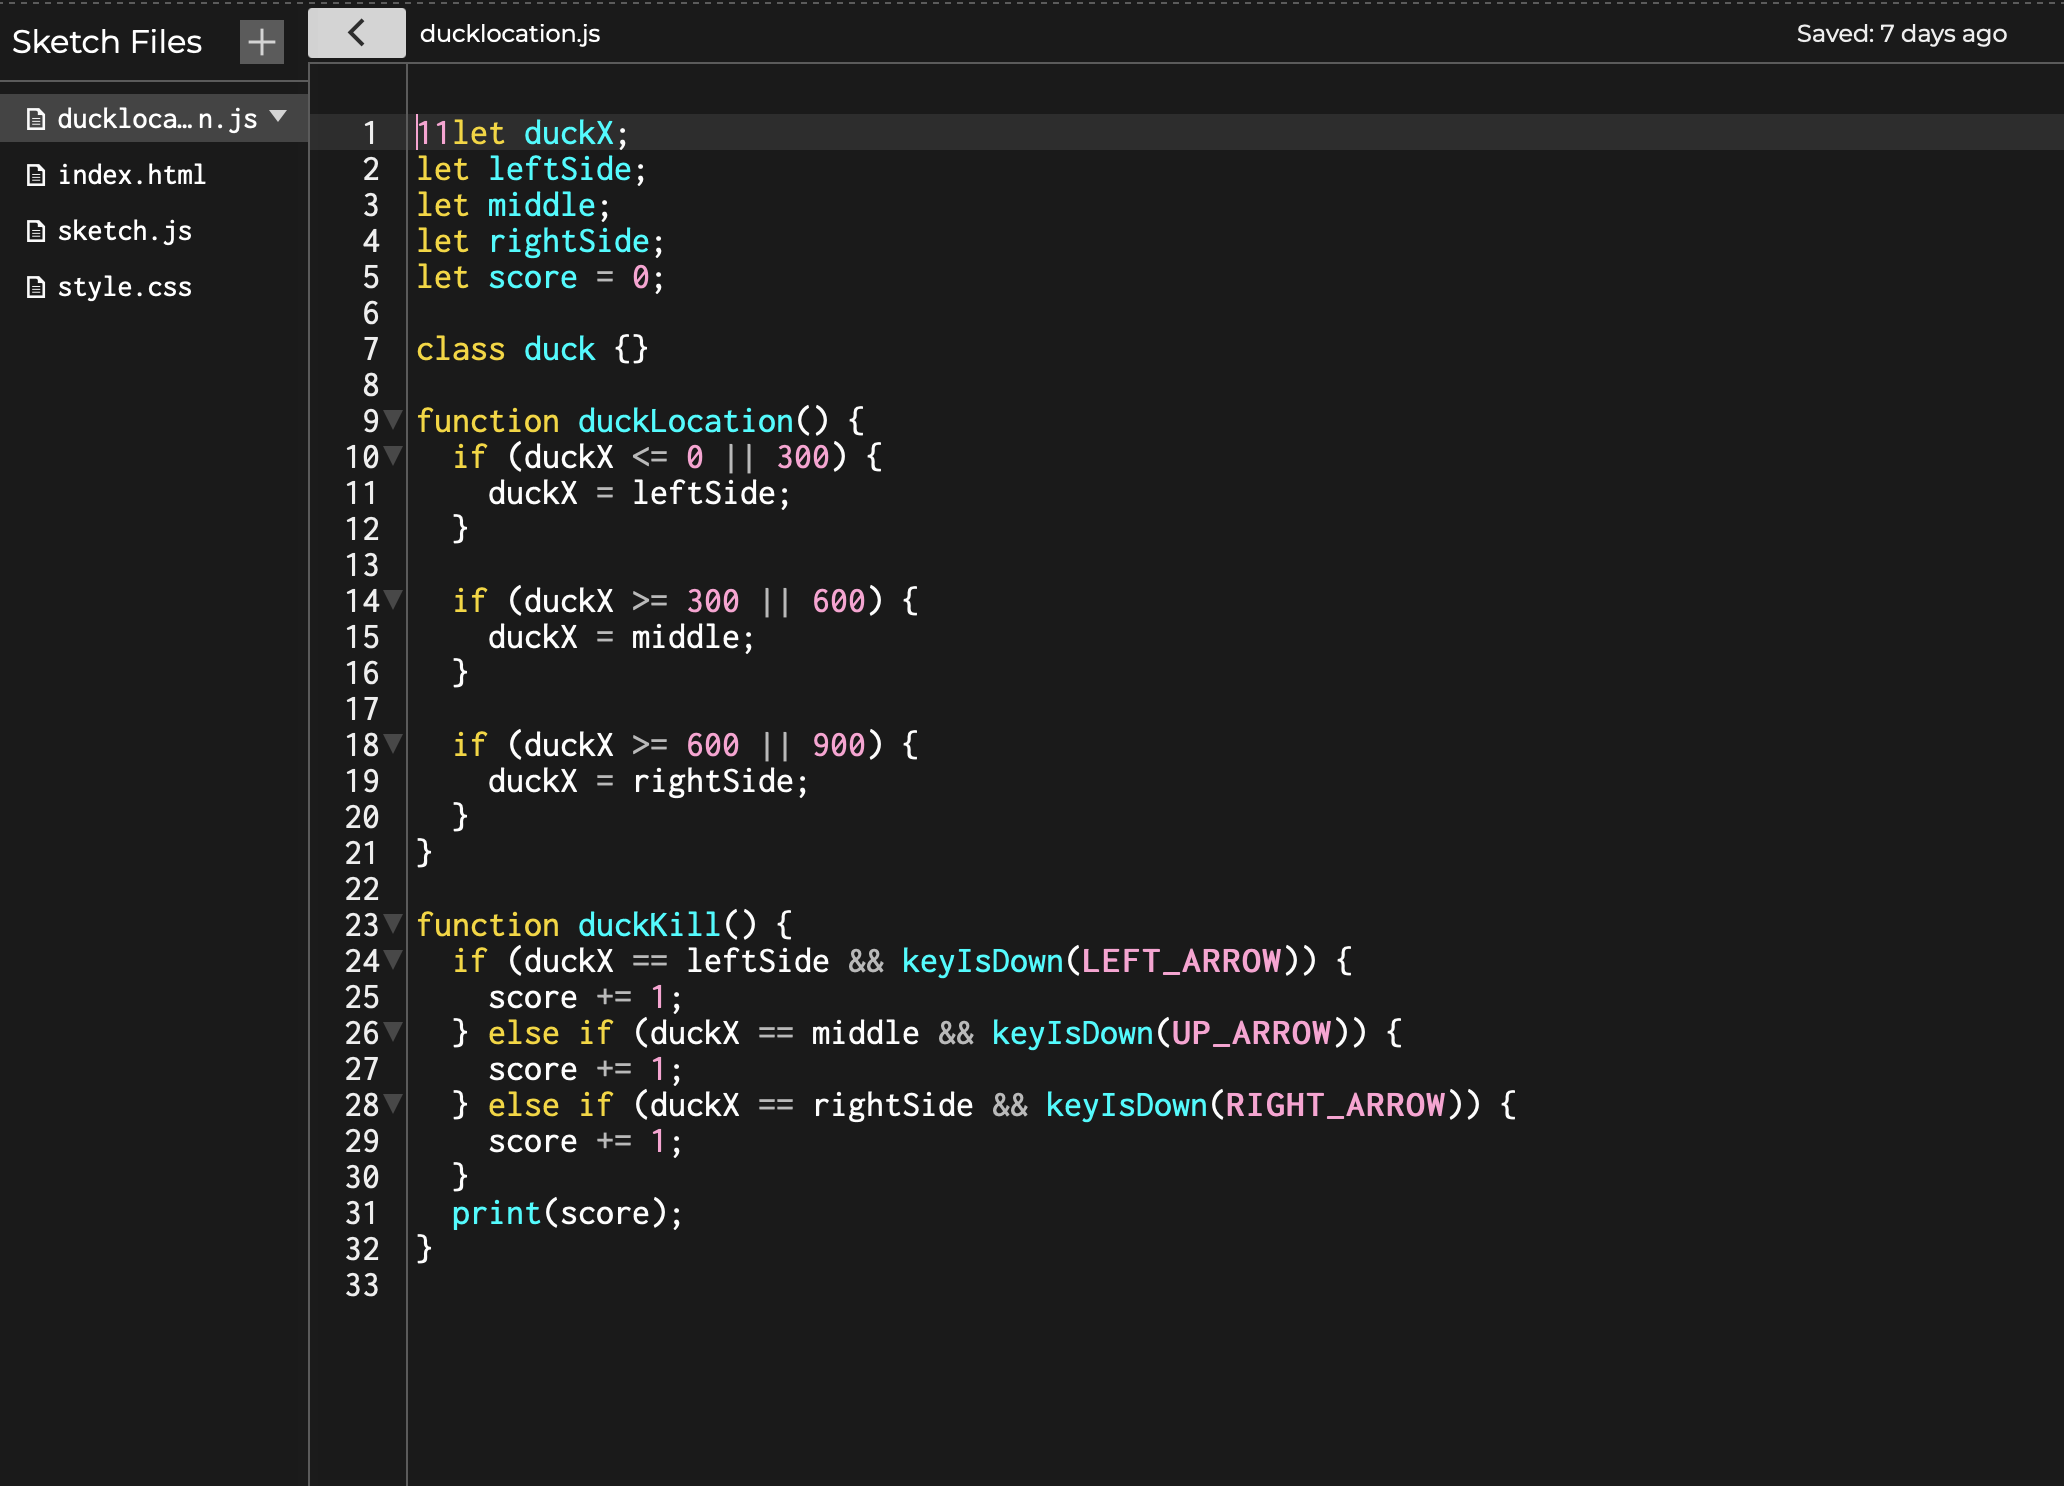 Sketch Files
ducklocation.js
Saved: 7 days ago
duckloca…n.js
index.html
sketch.js
style.css
1 11let duckX;
2 let leftSide;
3 let middle;
4 let rightSide;
5 let score = 0;
6
7 class duck {}
8
9 function duckLocation() {
10   if (duckX <= 0 || 300) {
11     duckX = leftSide;
12   }
13
14   if (duckX >= 300 || 600) {
15     duckX = middle;
16   }
17
18   if (duckX >= 600 || 900) {
19     duckX = rightSide;
20   }
21 }
22
23 function duckKill() {
24   if (duckX == leftSide && keyIsDown(LEFT_ARROW)) {
25     score += 1;
26   } else if (duckX == middle && keyIsDown(UP_ARROW)) {
27     score += 1;
28   } else if (duckX == rightSide && keyIsDown(RIGHT_ARROW)) {
29     score += 1;
30   }
31   print(score);
32 }
33